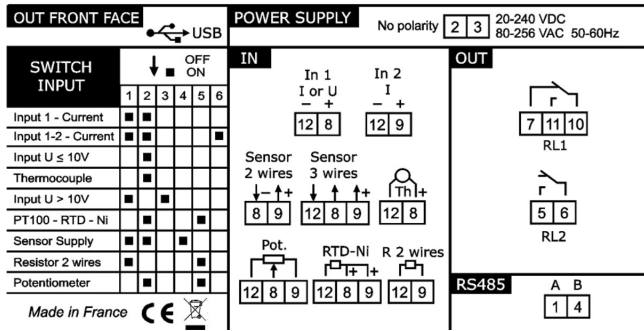 OUT FRONT FACE
USB
SWITCH
INPUT
OFF
ON
1 2 3 4 5 6
Input 1 - Current
Input 1-2 - Current
Input U ≤ 10V
Thermocouple
Input U > 10V
PT100 - RTD - Ni
Sensor Supply
Resistor 2 wires
Potentiometer
Made in France CE
POWER SUPPLY
No polarity 2 3 20-240 VDC
80-256 VAC 50-60Hz
IN
In 1
I or U
- +
12 8
In 2
I
- +
12 9
Sensor
2 wires
- +
8 9
Sensor
3 wires
+
12 8 9
Th +
12 8
Pot.
12 8 9
RTD-Ni
+ +
12 8 9
R 2 wires
12 9
OUT
7 11 10
RL1
5 6
RL2
RS485
A B
1 4